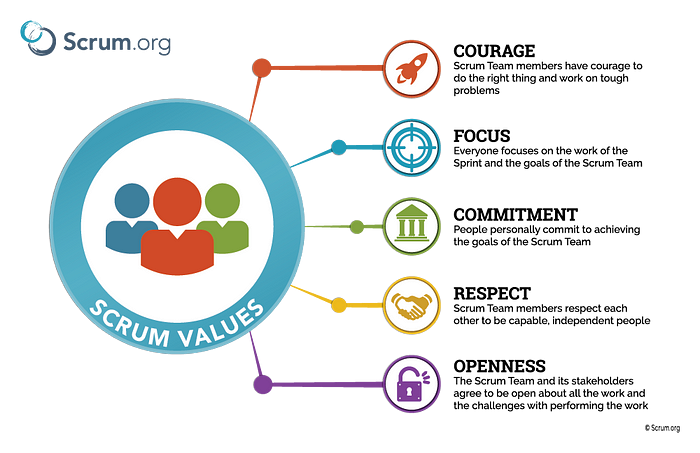 Scrum.org
COURAGE
Scrum Team members have courage to
do the right thing and work on tough
problems
FOCUS
Everyone focuses on the work of the
Sprint and the goals of the Scrum Team
COMMITMENT
People personally commit to achieving
the goals of the Scrum Team
RESPECT
Scrum Team members respect each
other to be capable, independent people
OPENNESS
The Scrum Team and its stakeholders
agree to be open about all the work and
the challenges with performing the work
SCRUM VALUES
© Scrum.org